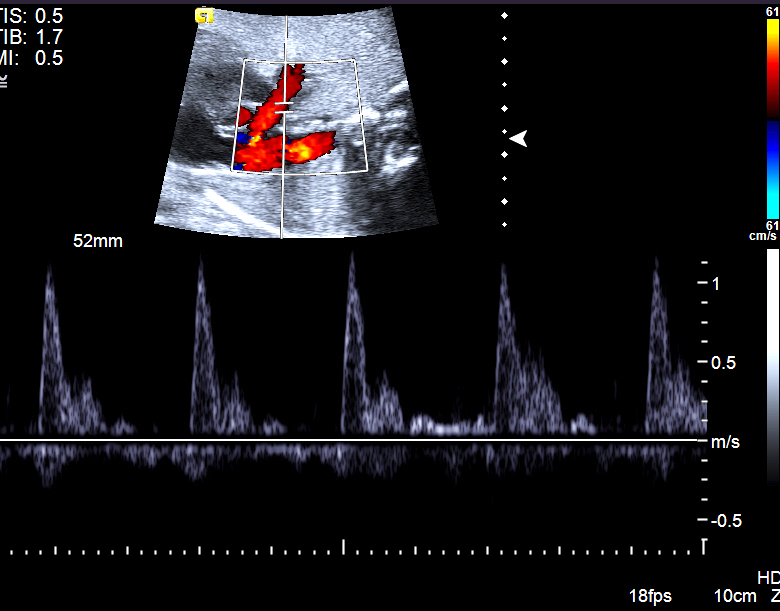 TIS: 0.5
TIB: 1.7
MI: 0.5
61
61
cm/s
52mm
1
0.5
m/s
-0.5
HD
18fps
10cm
Z